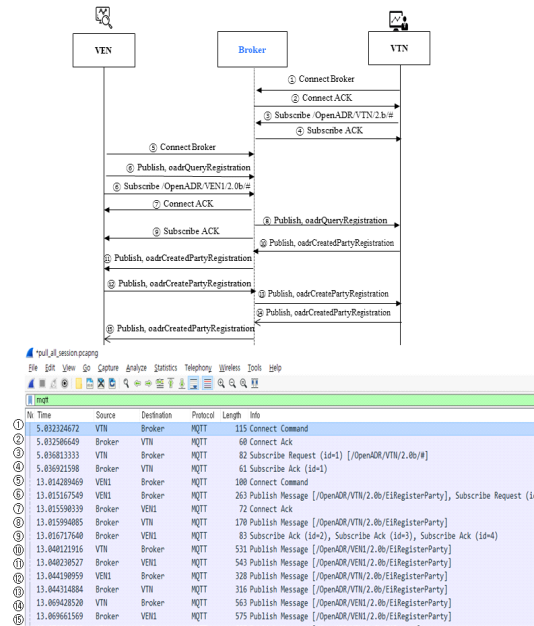 VEN
Broker
VTN
① Connect Broker
② Connect ACK
③ Subscribe /OpenADR/VTN/2.b/#
④ Subscribe ACK
⑤ Connect Broker
⑥ Publish, oadrQueryRegistration
⑥ Subscribe /OpenADR/VEN1/2.0b/#
⑦ Connect ACK
⑧ Publish, oadrQueryRegistration
⑨ Subscribe ACK
⑩ Publish, oadrCreatedPartyRegistration
⑪ Publish, oadrCreatedPartyRegistration
⑫ Publish, oadrCreatePartyRegistration
⑬ Publish, oadrCreatePartyRegistration
⑭ Publish, oadrCreatedPartyRegistration
⑮ Publish, oadrCreatedPartyRegistration
*pull_all_session.pcapng
File Edit View Go Capture Analyze Statistics Telephony Wireless Tools Help
mqtt
Time Source Destination Protocol Length Info
① 5.032324672 VTN Broker MQTT 115 Connect Command
② 5.032506649 Broker VTN MQTT 60 Connect Ack
③ 5.036813333 VTN Broker MQTT 82 Subscribe Request (id=1) [/OpenADR/VTN/2.0b/#]
④ 5.036921598 Broker VTN MQTT 61 Subscribe Ack (id=1)
⑤ 13.014289469 VEN1 Broker MQTT 100 Connect Command
⑥ 13.015167549 VEN1 Broker MQTT 263 Publish Message [/OpenADR/VTN/2.0b/EiRegisterParty], Subscribe Request (i
⑦ 13.015590339 Broker VEN1 MQTT 72 Connect Ack
⑧ 13.015994085 Broker VTN MQTT 170 Publish Message [/OpenADR/VTN/2.0b/EiRegisterParty]
⑨ 13.016717640 Broker VEN1 MQTT 83 Subscribe Ack (id=2), Subscribe Ack (id=3), Subscribe Ack (id=4)
⑩ 13.040121916 VTN Broker MQTT 531 Publish Message [/OpenADR/VEN1/2.0b/EiRegisterParty]
⑪ 13.040230527 Broker VEN1 MQTT 543 Publish Message [/OpenADR/VEN1/2.0b/EiRegisterParty]
⑫ 13.044190959 VEN1 Broker MQTT 328 Publish Message [/OpenADR/VTN/2.0b/EiRegisterParty]
⑬ 13.044314884 Broker VTN MQTT 316 Publish Message [/OpenADR/VTN/2.0b/EiRegisterParty]
⑭ 13.069428520 VTN Broker MQTT 563 Publish Message [/OpenADR/VEN1/2.0b/EiRegisterParty]
⑮ 13.069661569 Broker VEN1 MQTT 575 Publish Message [/OpenADR/VEN1/2.0b/EiRegisterParty]